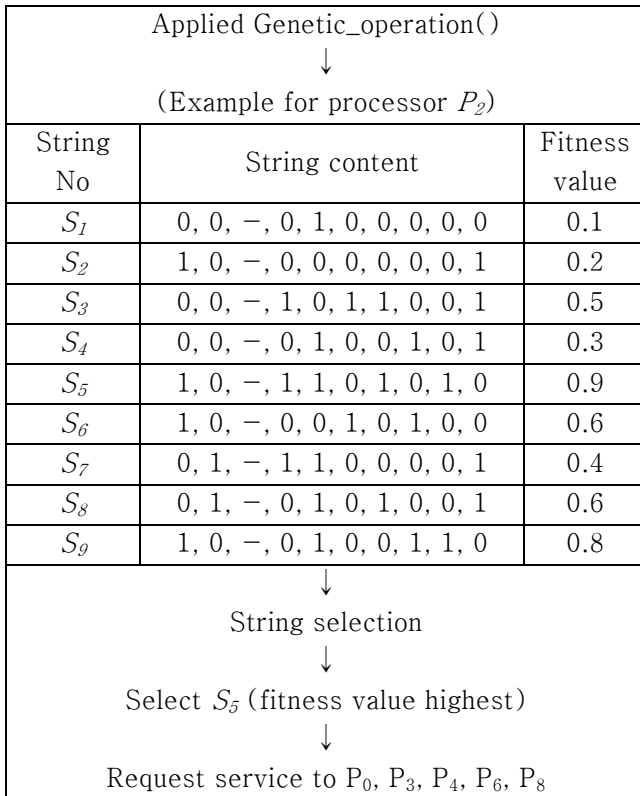 Applied Genetic_operation()
↓
(Example for processor P₂)
String No | String content | Fitness value
S₁ | 0, 0, −, 0, 1, 0, 0, 0, 0, 0 | 0.1
S₂ | 1, 0, −, 0, 0, 0, 0, 0, 0, 1 | 0.2
S₃ | 0, 0, −, 1, 0, 1, 1, 0, 0, 1 | 0.5
S₄ | 0, 0, −, 0, 1, 0, 0, 1, 0, 1 | 0.3
S₅ | 1, 0, −, 1, 1, 0, 1, 0, 1, 0 | 0.9
S₆ | 1, 0, −, 0, 0, 1, 0, 1, 0, 0 | 0.6
S₇ | 0, 1, −, 1, 1, 0, 0, 0, 0, 1 | 0.4
S₈ | 0, 1, −, 0, 1, 0, 1, 0, 0, 1 | 0.6
S₉ | 1, 0, −, 0, 1, 0, 0, 1, 1, 0 | 0.8
↓
String selection
↓
Select S₅ (fitness value highest)
↓
Request service to P₀, P₃, P₄, P₆, P₈